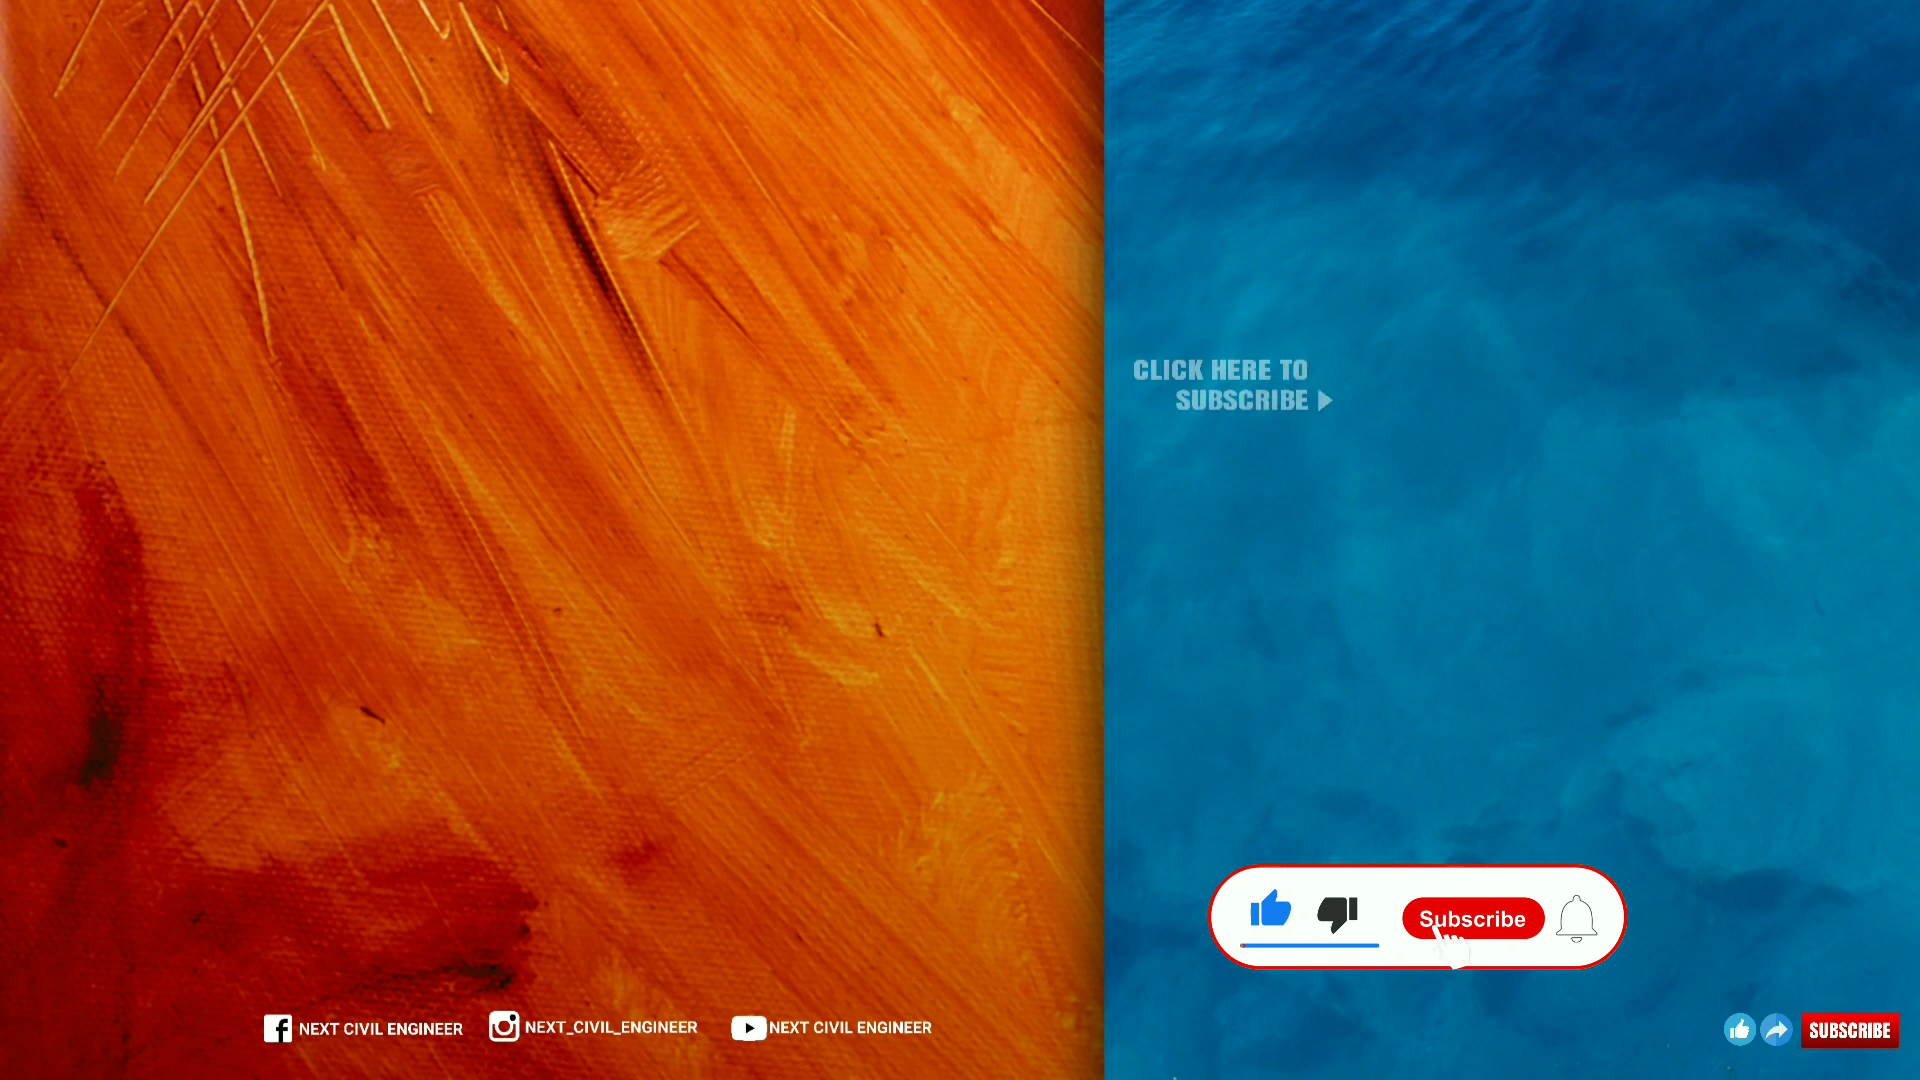 CLICK HERE TO
SUBSCRIBE
Subscribe
NEXT CIVIL ENGINEER
NEXT_CIVIL_ENGINEER
NEXT CIVIL ENGINEER
SUBSCRIBE